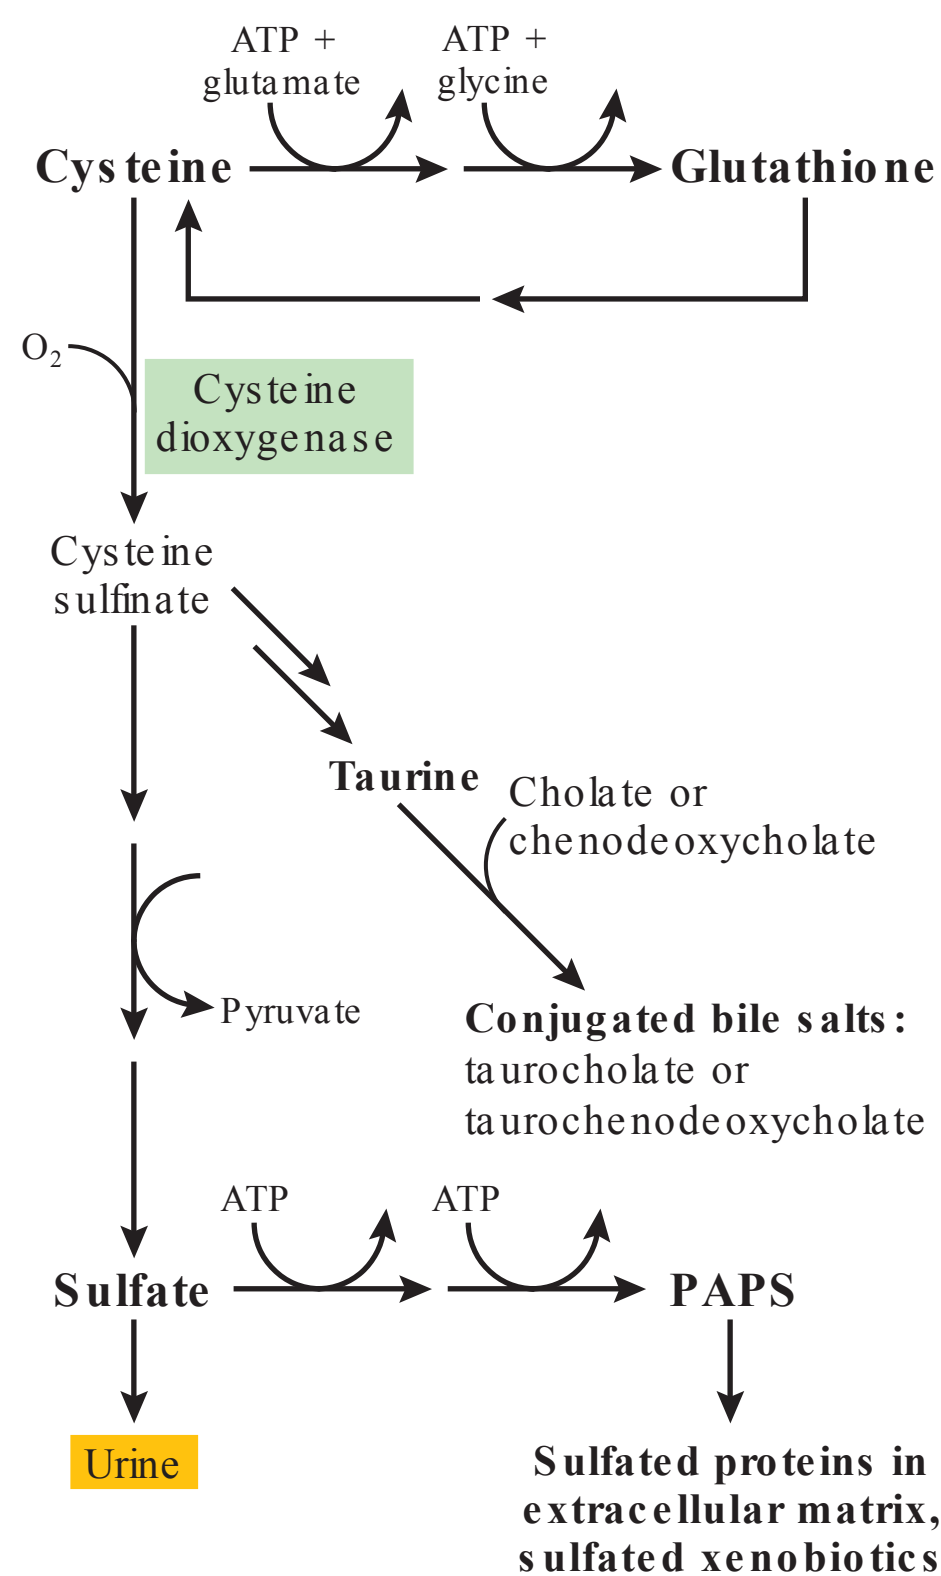 ATP +
glutamate
ATP +
glycine
Cysteine
Glutathione
O₂
Cysteine
dioxygenase
Cysteine
sulfinate
Taurine
Cholate or
chenodeoxycholate
Pyruvate
Conjugated bile salts:
taurocholate or
taurochenodeoxycholate
ATP
ATP
Sulfate
PAPS
Urine
Sulfated proteins in
extracellular matrix,
sulfated xenobiotics